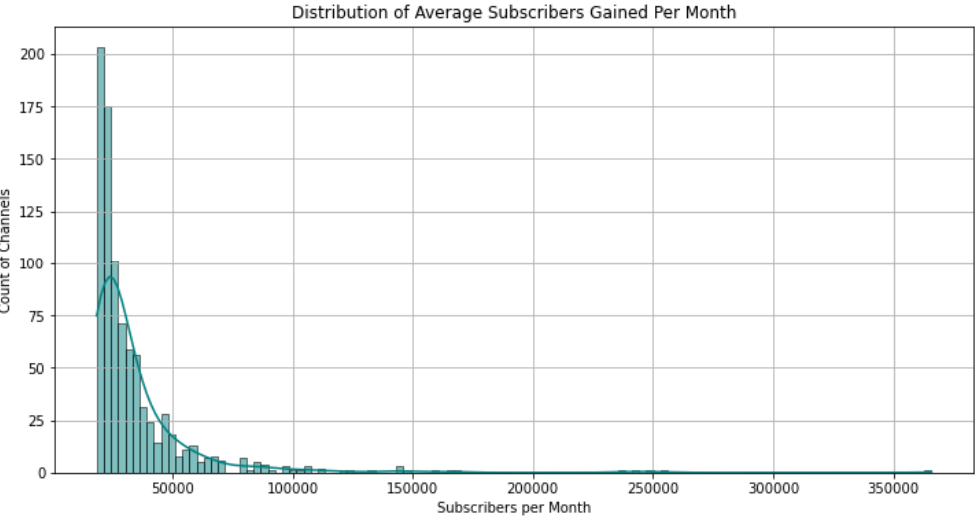 Distribution of Average Subscribers Gained Per Month
200
175
150
125
100
75
50
25
0
Count of Channels
50000 100000 150000 200000 250000 300000 350000
Subscribers per Month